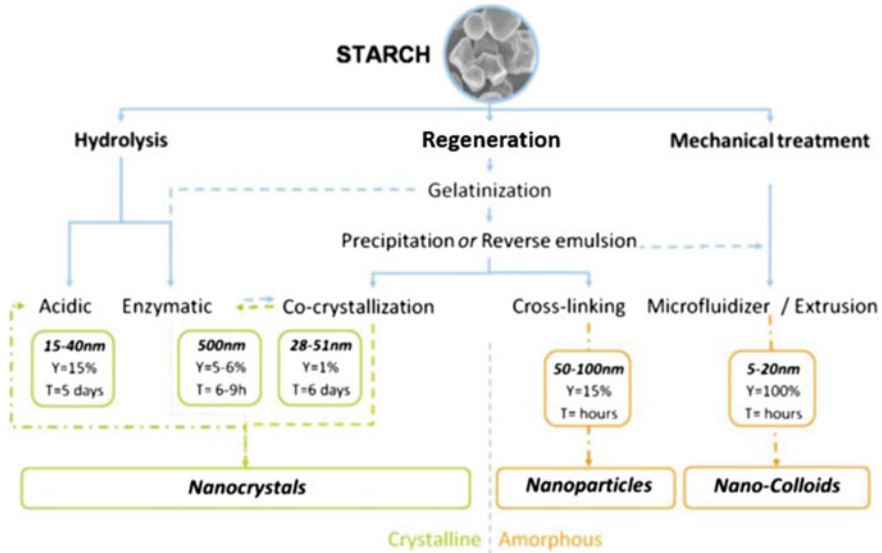 STARCH
Hydrolysis
Regeneration
Mechanical treatment
Gelatinization
Precipitation or Reverse emulsion
Acidic
Enzymatic
Co-crystallization
Cross-linking
Microfluidizer / Extrusion
15-40nm
Y=15%
T=5 days
500nm
Y=5-6%
T= 6-9h
28-51nm
Y=1%
T=6 days
50-100nm
Y=15%
T= hours
5-20nm
Y=100%
T= hours
Nanocrystals
Nanoparticles
Nano-Colloids
Crystalline
Amorphous